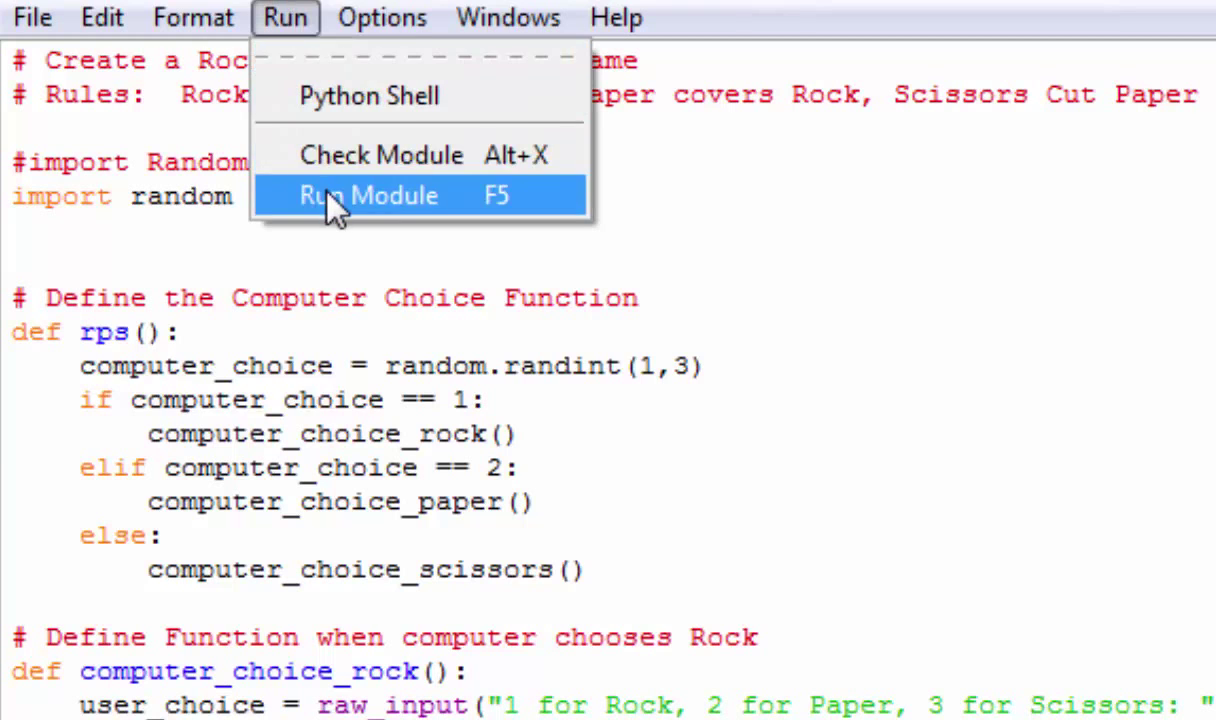 File Edit Format Run Options Windows Help
# Create a Roc ame
# Rules: Rock aper covers Rock, Scissors Cut Paper
Python Shell
#import Random
Check Module Alt+X
import random
Run Module F5
# Define the Computer Choice Function
def rps():
computer_choice = random.randint(1,3)
if computer_choice == 1:
computer_choice_rock()
elif computer_choice == 2:
computer_choice_paper()
else:
computer_choice_scissors()
# Define Function when computer chooses Rock
def computer_choice_rock():
user_choice = raw_input("1 for Rock, 2 for Paper, 3 for Scissors: "